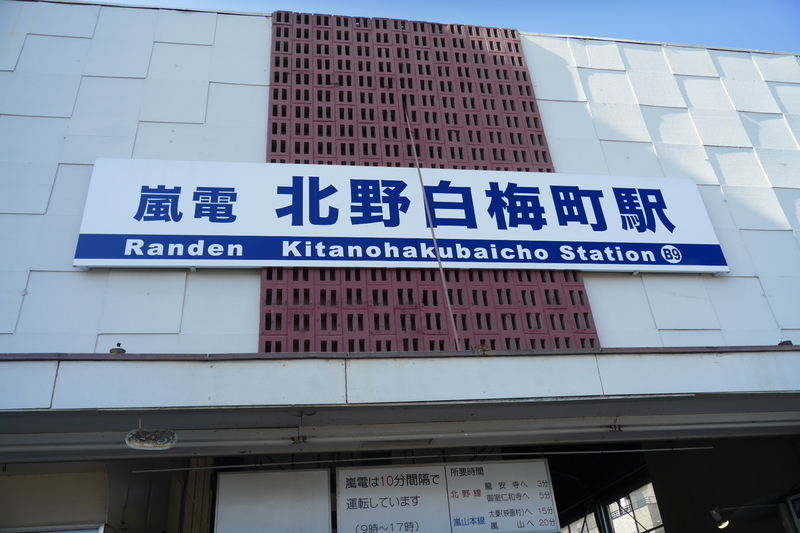 嵐電 北野白梅町駅
Randen Kitanohakubaicho Station B9
嵐電は10分間隔で
運転しています
(9時〜17時)
所要時間
北野線 龍安寺へ 3分
御室仁和寺へ 5分
嵐山本線 太秦(映画村)へ 15分
嵐山へ 20分